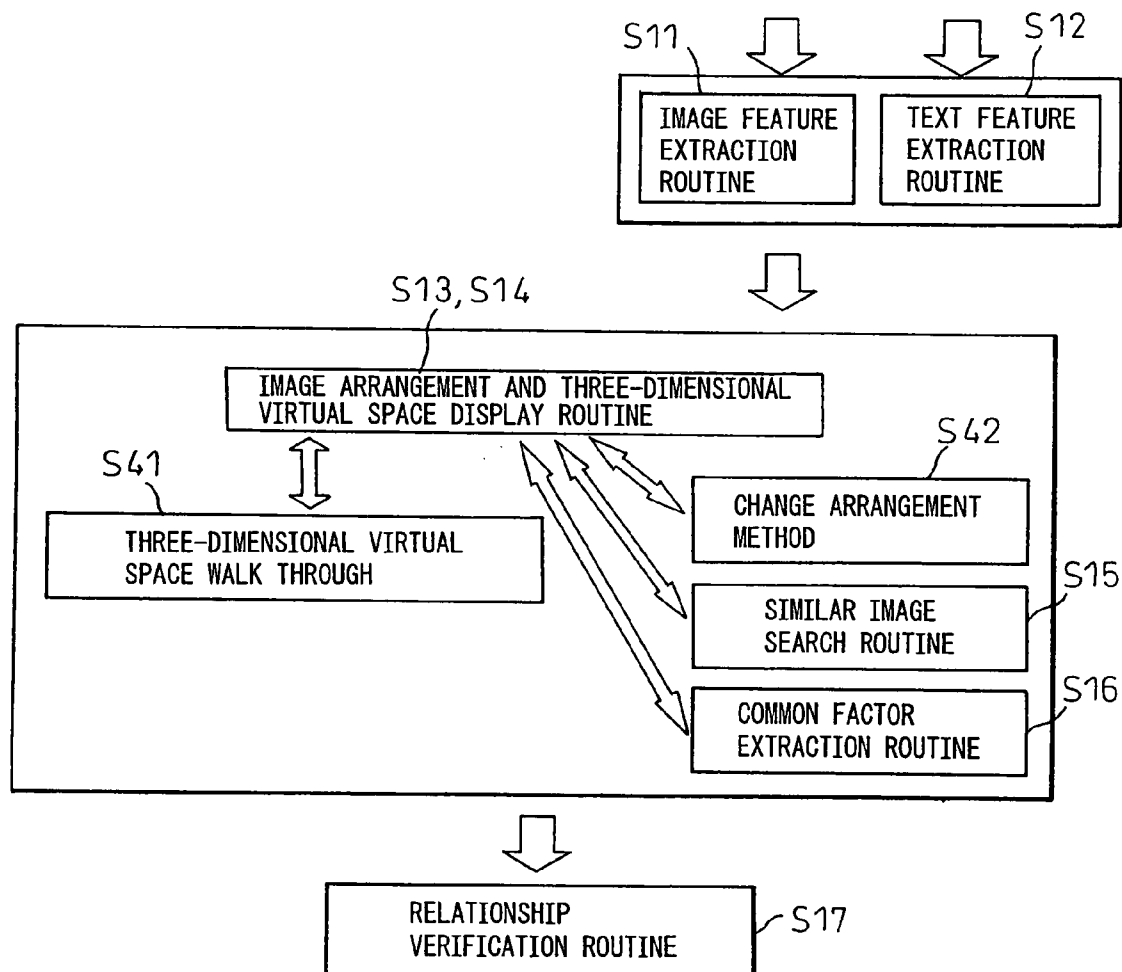 S11
S12
IMAGE FEATURE
EXTRACTION
ROUTINE
TEXT FEATURE
EXTRACTION
ROUTINE
S13, S14
IMAGE ARRANGEMENT AND THREE-DIMENSIONAL
VIRTUAL SPACE DISPLAY ROUTINE
S41
THREE-DIMENSIONAL VIRTUAL
SPACE WALK THROUGH
S42
CHANGE ARRANGEMENT
METHOD
S15
SIMILAR IMAGE
SEARCH ROUTINE
S16
COMMON FACTOR
EXTRACTION ROUTINE
RELATIONSHIP
VERIFICATION ROUTINE
S17